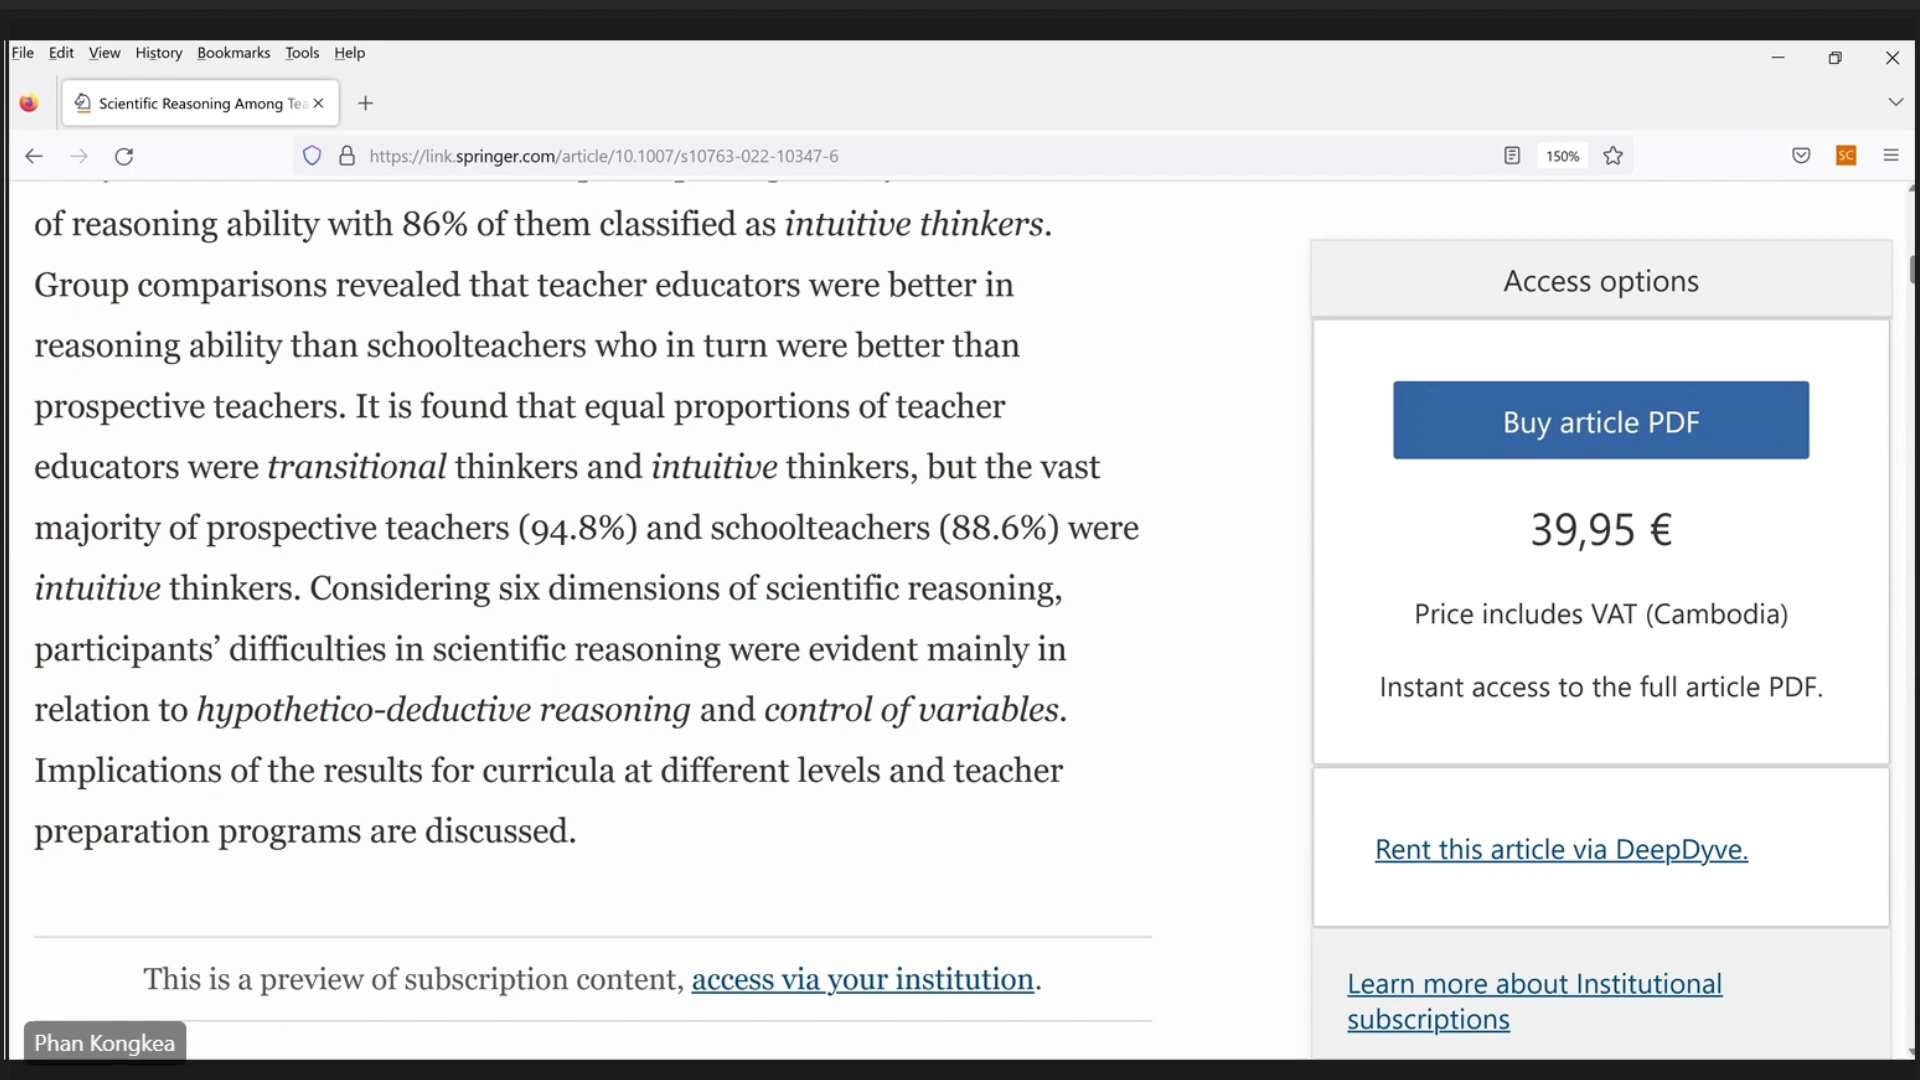 File Edit View History Bookmarks Tools Help
Scientific Reasoning Among Tea
https://link.springer.com/article/10.1007/s10763-022-10347-6
150%
SC
of reasoning ability with 86% of them classified as intuitive thinkers.
Group comparisons revealed that teacher educators were better in
reasoning ability than schoolteachers who in turn were better than
prospective teachers. It is found that equal proportions of teacher
educators were transitional thinkers and intuitive thinkers, but the vast
majority of prospective teachers (94.8%) and schoolteachers (88.6%) were
intuitive thinkers. Considering six dimensions of scientific reasoning,
participants’ difficulties in scientific reasoning were evident mainly in
relation to hypothetico-deductive reasoning and control of variables.
Implications of the results for curricula at different levels and teacher
preparation programs are discussed.
This is a preview of subscription content, access via your institution.
Access options
Buy article PDF
39,95 €
Price includes VAT (Cambodia)
Instant access to the full article PDF.
Rent this article via DeepDyve.
Learn more about Institutional
subscriptions
Phan Kongkea